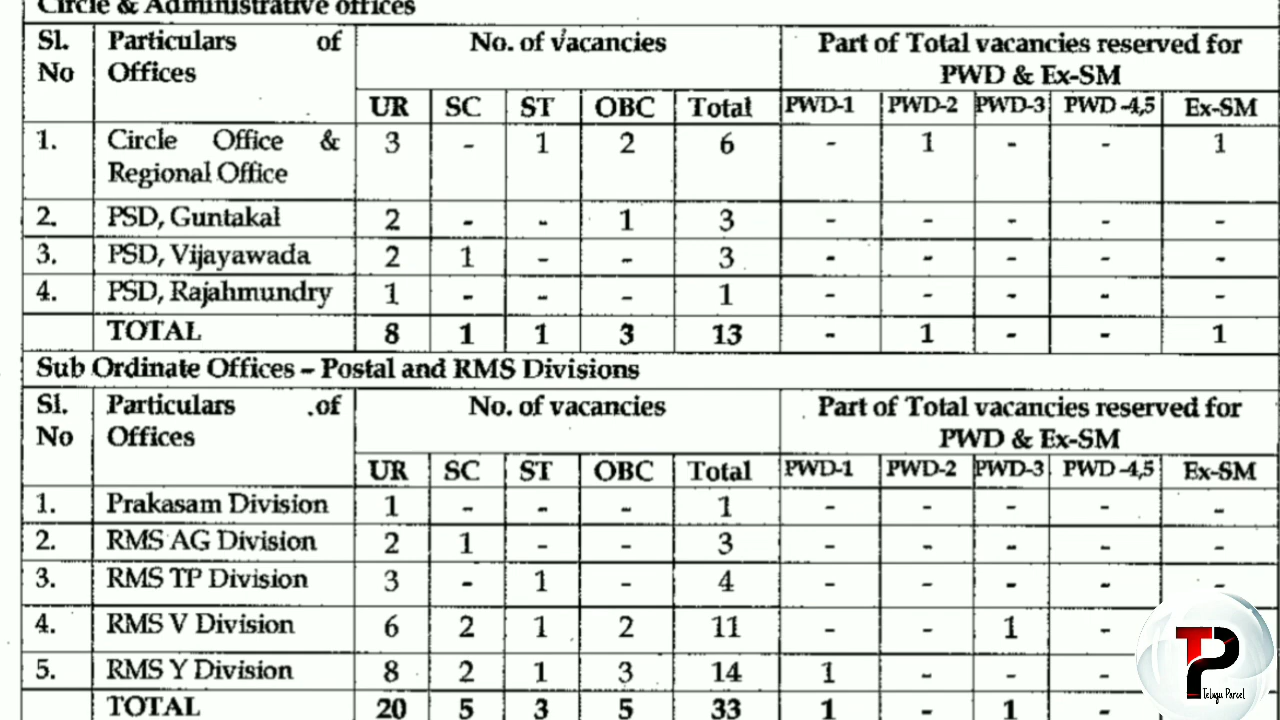 Circle & Administrative offices
Sl. Particulars of No. of vacancies Part of Total vacancies reserved for
No Offices PWD & Ex-SM
UR SC ST OBC Total PWD-1 PWD-2 PWD-3 PWD -4,5 Ex-SM
1. Circle Office & 3 - 1 2 6 - 1 - - 1
Regional Office
2. PSD, Guntakal 2 - - 1 3 - - - - -
3. PSD, Vijayawada 2 1 - - 3 - - - - -
4. PSD, Rajahmundry 1 - - - 1 - - - - -
TOTAL 8 1 1 3 13 - 1 - - 1
Sub Ordinate Offices – Postal and RMS Divisions
Sl. Particulars of No. of vacancies Part of Total vacancies reserved for
No Offices PWD & Ex-SM
UR SC ST OBC Total PWD-1 PWD-2 PWD-3 PWD -4,5 Ex-SM
1. Prakasam Division 1 - - - 1 - - - - -
2. RMS AG Division 2 1 - - 3 - - - - -
3. RMS TP Division 3 - 1 - 4 - - - - -
4. RMS V Division 6 2 1 2 11 - - 1 -
5. RMS Y Division 8 2 1 3 14 1 - - -
TOTAL 20 5 3 5 33 1 - 1 -
TP
Telugu Parcel